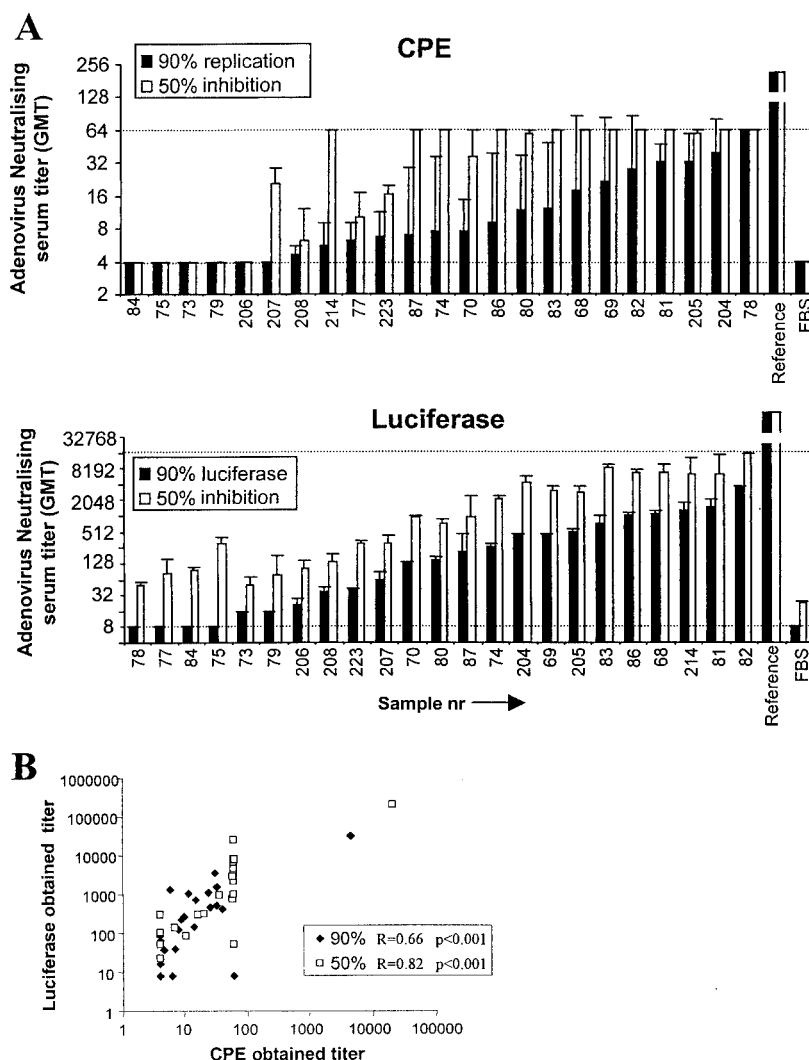 A
CPE
90% replication
50% inhibition
Adenovirus Neutralising
serum titer (GMT)
256
128
64
32
16
8
4
2
84 75 73 79 206 207 208 214 77 223 87 74 70 86 80 83 68 69 82 81 205 204 78 Reference FBS
Luciferase
90% luciferase
50% inhibition
Adenovirus Neutralising
serum titer (GMT)
32768
8192
2048
512
128
32
8
78 77 84 75 73 79 206 208 223 207 70 80 87 74 204 69 205 83 86 68 214 81 82 Reference FBS
Sample nr
B
Luciferase obtained titer
1000000
100000
10000
1000
100
10
1
90% R=0.66 p<0.001
50% R=0.82 p<0.001
1 10 100 1000 10000 100000
CPE obtained titer